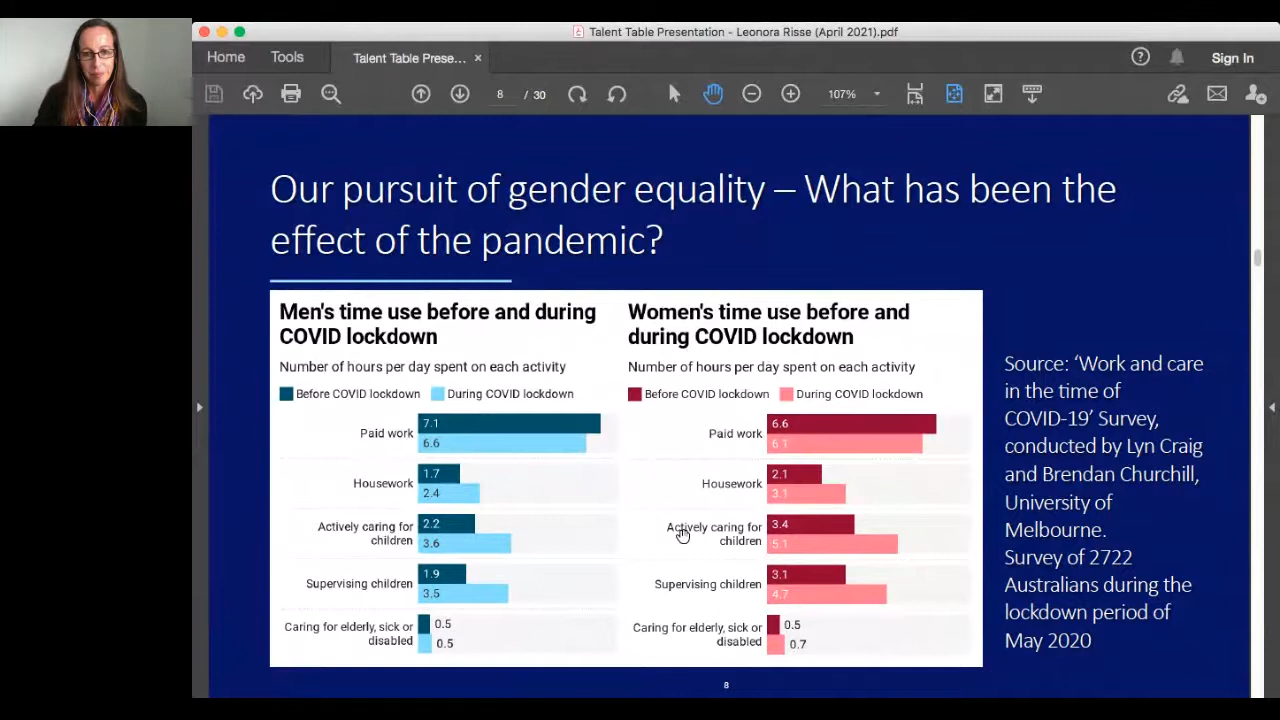 Talent Table Presentation - Leonora Risse (April 2021).pdf
Home
Tools
Talent Table Prese...
×
Sign In
8 / 30
107%
Our pursuit of gender equality – What has been the
effect of the pandemic?
Men's time use before and during
COVID lockdown
Number of hours per day spent on each activity
Before COVID lockdown
During COVID lockdown
Paid work
7.1
6.6
Housework
1.7
2.4
Actively caring for
children
2.2
3.6
Supervising children
1.9
3.5
Caring for elderly, sick or
disabled
0.5
0.5
Women's time use before and
during COVID lockdown
Number of hours per day spent on each activity
Before COVID lockdown
During COVID lockdown
Paid work
6.6
6.1
Housework
2.1
3.1
Actively caring for
children
3.4
5.1
Supervising children
3.1
4.7
Caring for elderly, sick or
disabled
0.5
0.7
Source: ‘Work and care
in the time of
COVID-19’ Survey,
conducted by Lyn Craig
and Brendan Churchill,
University of
Melbourne.
Survey of 2722
Australians during the
lockdown period of
May 2020
8